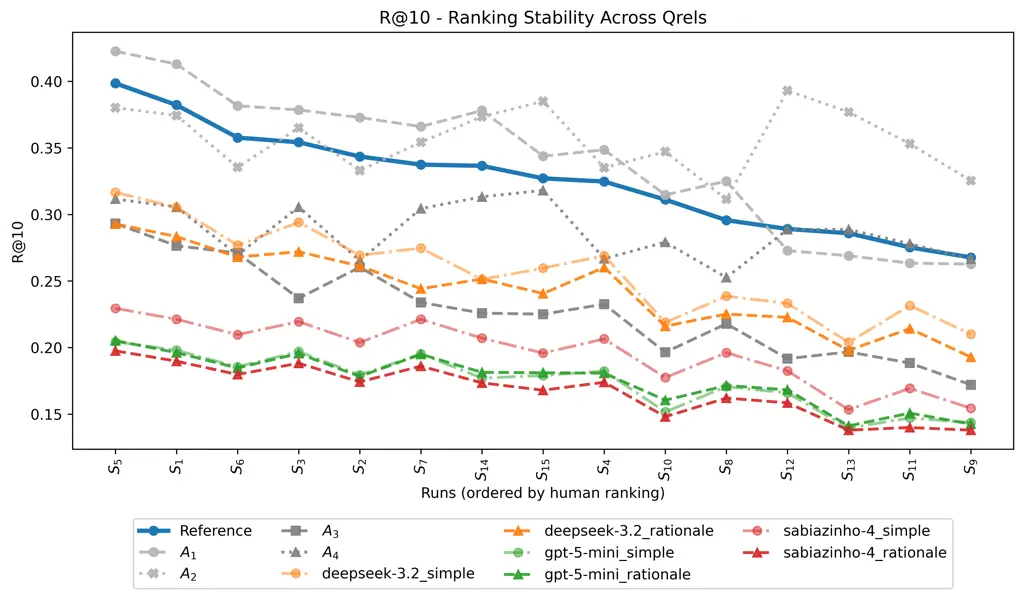 R@10 - Ranking Stability Across Qrels
R@10
0.40
0.35
0.30
0.25
0.20
0.15
S₅ S₁ S₆ S₃ S₂ S₇ S₁₄ S₁₅ S₄ S₁₀ S₈ S₁₂ S₁₃ S₁₁ S₉
Runs (ordered by human ranking)
Reference
A₁
A₂
A₃
A₄
deepseek-3.2_simple
deepseek-3.2_rationale
gpt-5-mini_simple
gpt-5-mini_rationale
sabiazinho-4_simple
sabiazinho-4_rationale